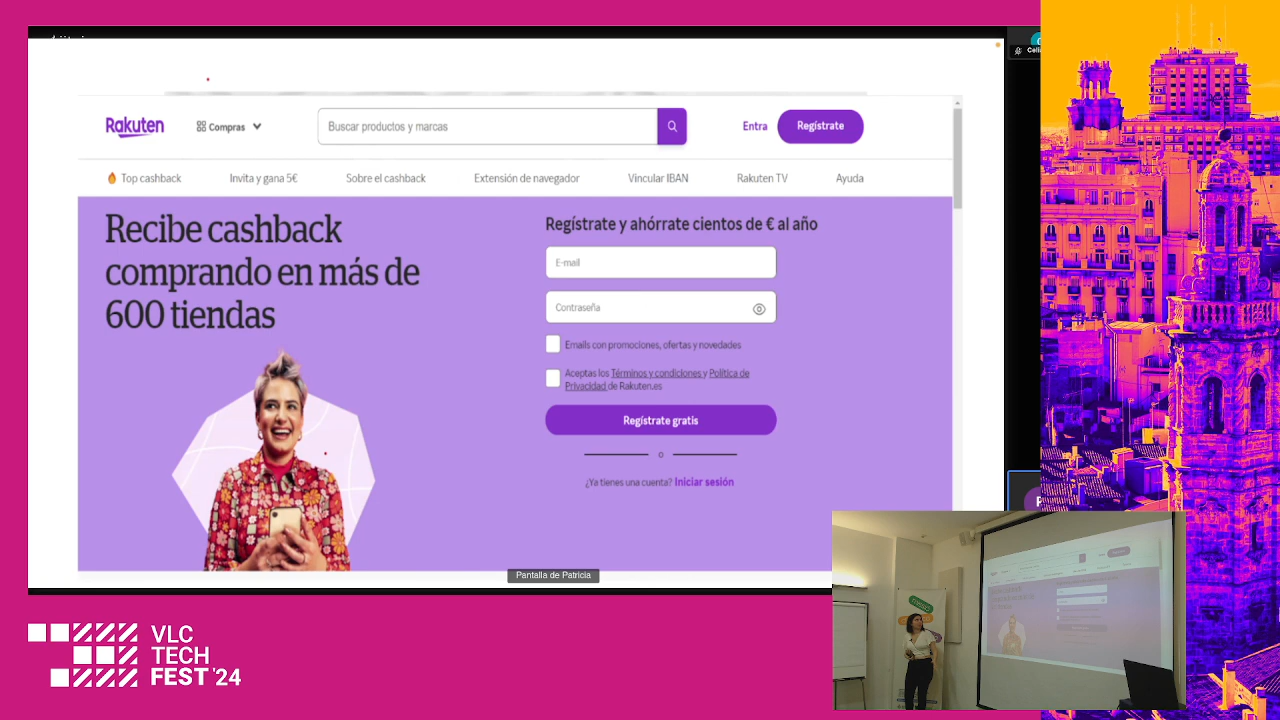 Rakuten
Compras
Buscar productos y marcas
Entra
Regístrate
Top cashback
Invita y gana 5€
Sobre el cashback
Extensión de navegador
Vincular IBAN
Rakuten TV
Ayuda
Recibe cashback
comprando en más de
600 tiendas
Regístrate y ahórrate cientos de € al año
E-mail
Contraseña
Emails con promociones, ofertas y novedades
Aceptas los Términos y condiciones y Política de
Privacidad de Rakuten.es
Regístrate gratis
o
¿Ya tienes una cuenta? Iniciar sesión
Pantalla de Patricia
VLC
TECH
FEST '24